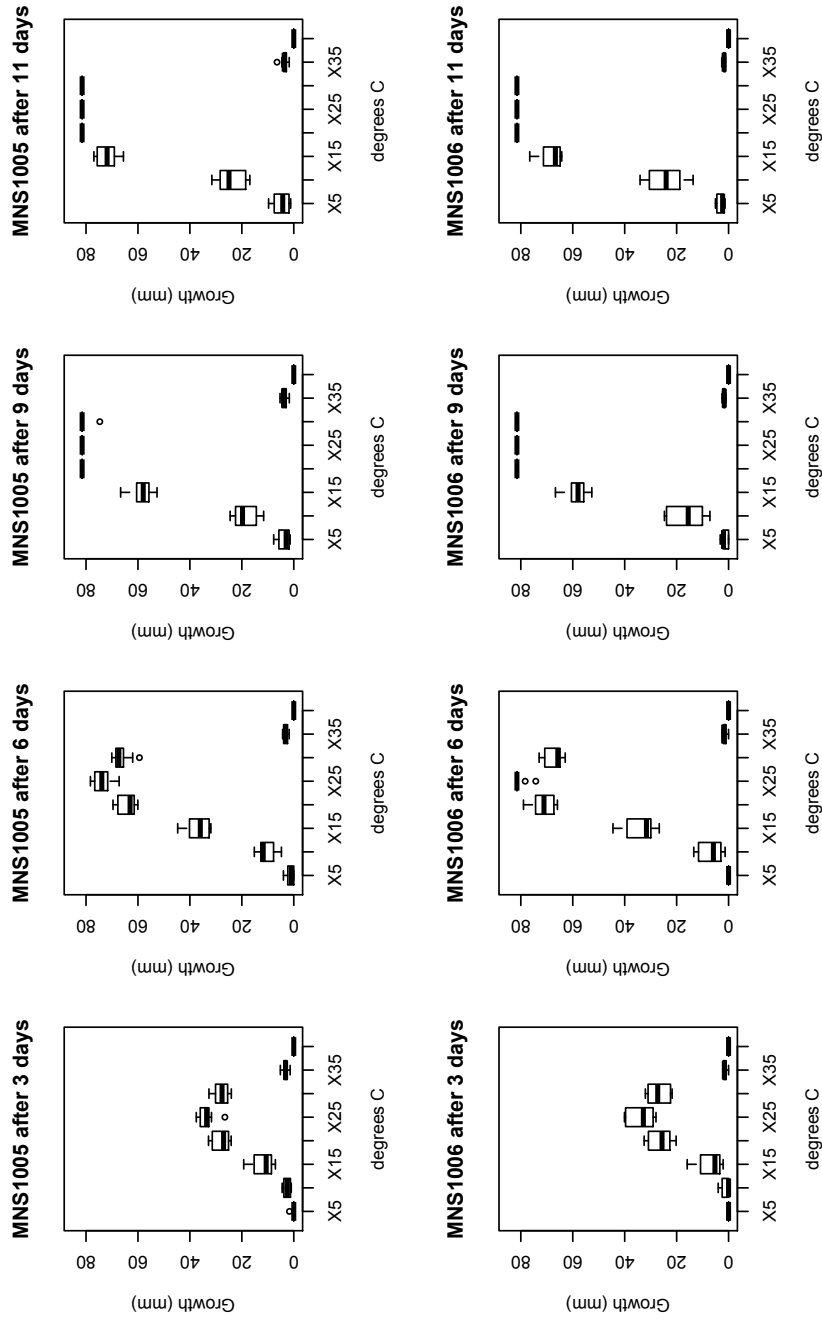 MNS1005 after 11 days
80
60
40
20
0
Growth (mm)
X5 X15 X25 X35
degrees C
MNS1006 after 11 days
80
60
40
20
0
Growth (mm)
X5 X15 X25 X35
degrees C
MNS1005 after 9 days
80
60
40
20
0
Growth (mm)
X5 X15 X25 X35
degrees C
MNS1006 after 9 days
80
60
40
20
0
Growth (mm)
X5 X15 X25 X35
degrees C
MNS1005 after 6 days
80
60
40
20
0
Growth (mm)
X5 X15 X25 X35
degrees C
MNS1006 after 6 days
80
60
40
20
0
Growth (mm)
X5 X15 X25 X35
degrees C
MNS1005 after 3 days
80
60
40
20
0
Growth (mm)
X5 X15 X25 X35
degrees C
MNS1006 after 3 days
80
60
40
20
0
Growth (mm)
X5 X15 X25 X35
degrees C